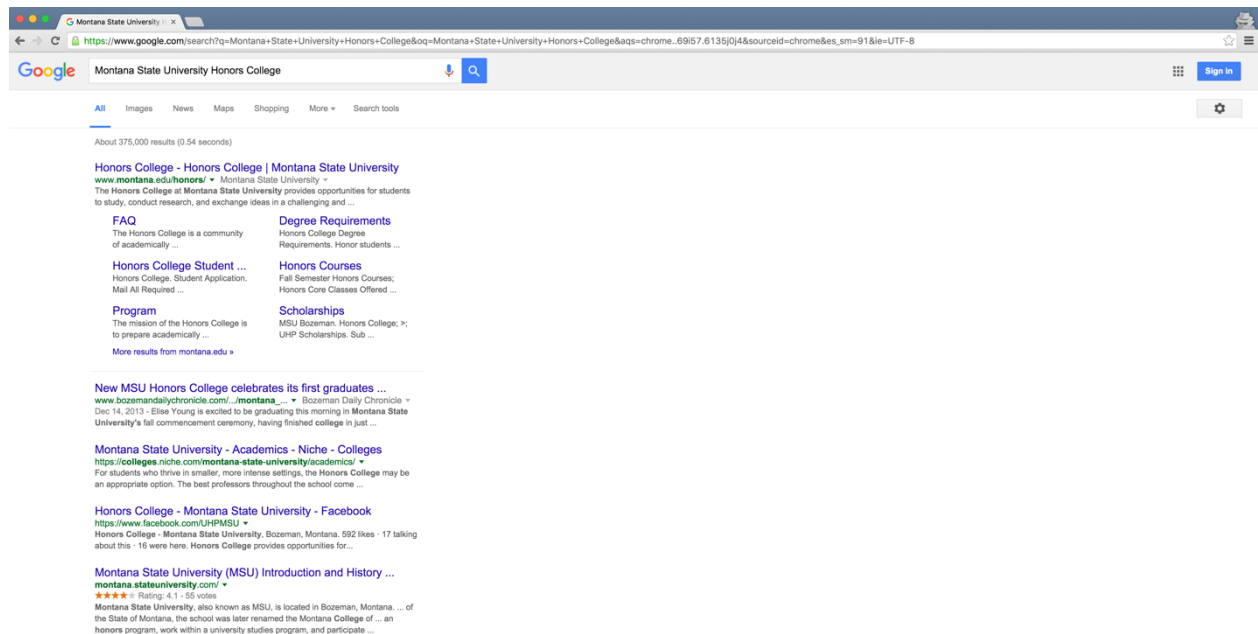 G Montana State University H
https://www.google.com/search?q=Montana+State+University+Honors+College&oq=Montana+State+University+Honors+College&aqs=chrome..69i57.6135j0j4&sourceid=chrome&es_sm=91&ie=UTF-8
Google Montana State University Honors College Sign in
All Images News Maps Shopping More Search tools
About 375,000 results (0.54 seconds)
Honors College - Honors College | Montana State University
www.montana.edu/honors/ Montana State University
The Honors College at Montana State University provides opportunities for students
to study, conduct research, and exchange ideas in a challenging and ...
FAQ
The Honors College is a community
of academically ...
Degree Requirements
Honors College Degree
Requirements. Honor students ...
Honors College Student ...
Honors College. Student Application.
Mail All Required ...
Honors Courses
Fall Semester Honors Courses;
Honors Core Classes Offered ...
Program
The mission of the Honors College is
to prepare academically ...
Scholarships
MSU Bozeman. Honors College; >;
UHP Scholarships. Sub ...
More results from montana.edu »
New MSU Honors College celebrates its first graduates ...
www.bozemandailychronicle.com/.../montana_... Bozeman Daily Chronicle
Dec 14, 2013 - Elise Young is excited to be graduating this morning in Montana State
University's fall commencement ceremony, having finished college in just ...
Montana State University - Academics - Niche - Colleges
https://colleges.niche.com/montana-state-university/academics/
For students who thrive in smaller, more intense settings, the Honors College may be
an appropriate option. The best professors throughout the school come ...
Honors College - Montana State University - Facebook
https://www.facebook.com/UHPMSU
Honors College - Montana State University, Bozeman, Montana. 592 likes · 17 talking
about this · 16 were here. Honors College provides opportunities for...
Montana State University (MSU) Introduction and History ...
montana.stateuniversity.com/
Rating: 4.1 - 55 votes
Montana State University, also known as MSU, is located in Bozeman, Montana. ... of
the State of Montana, the school was later renamed the Montana College of ... an
honors program, work within a university studies program, and participate ...